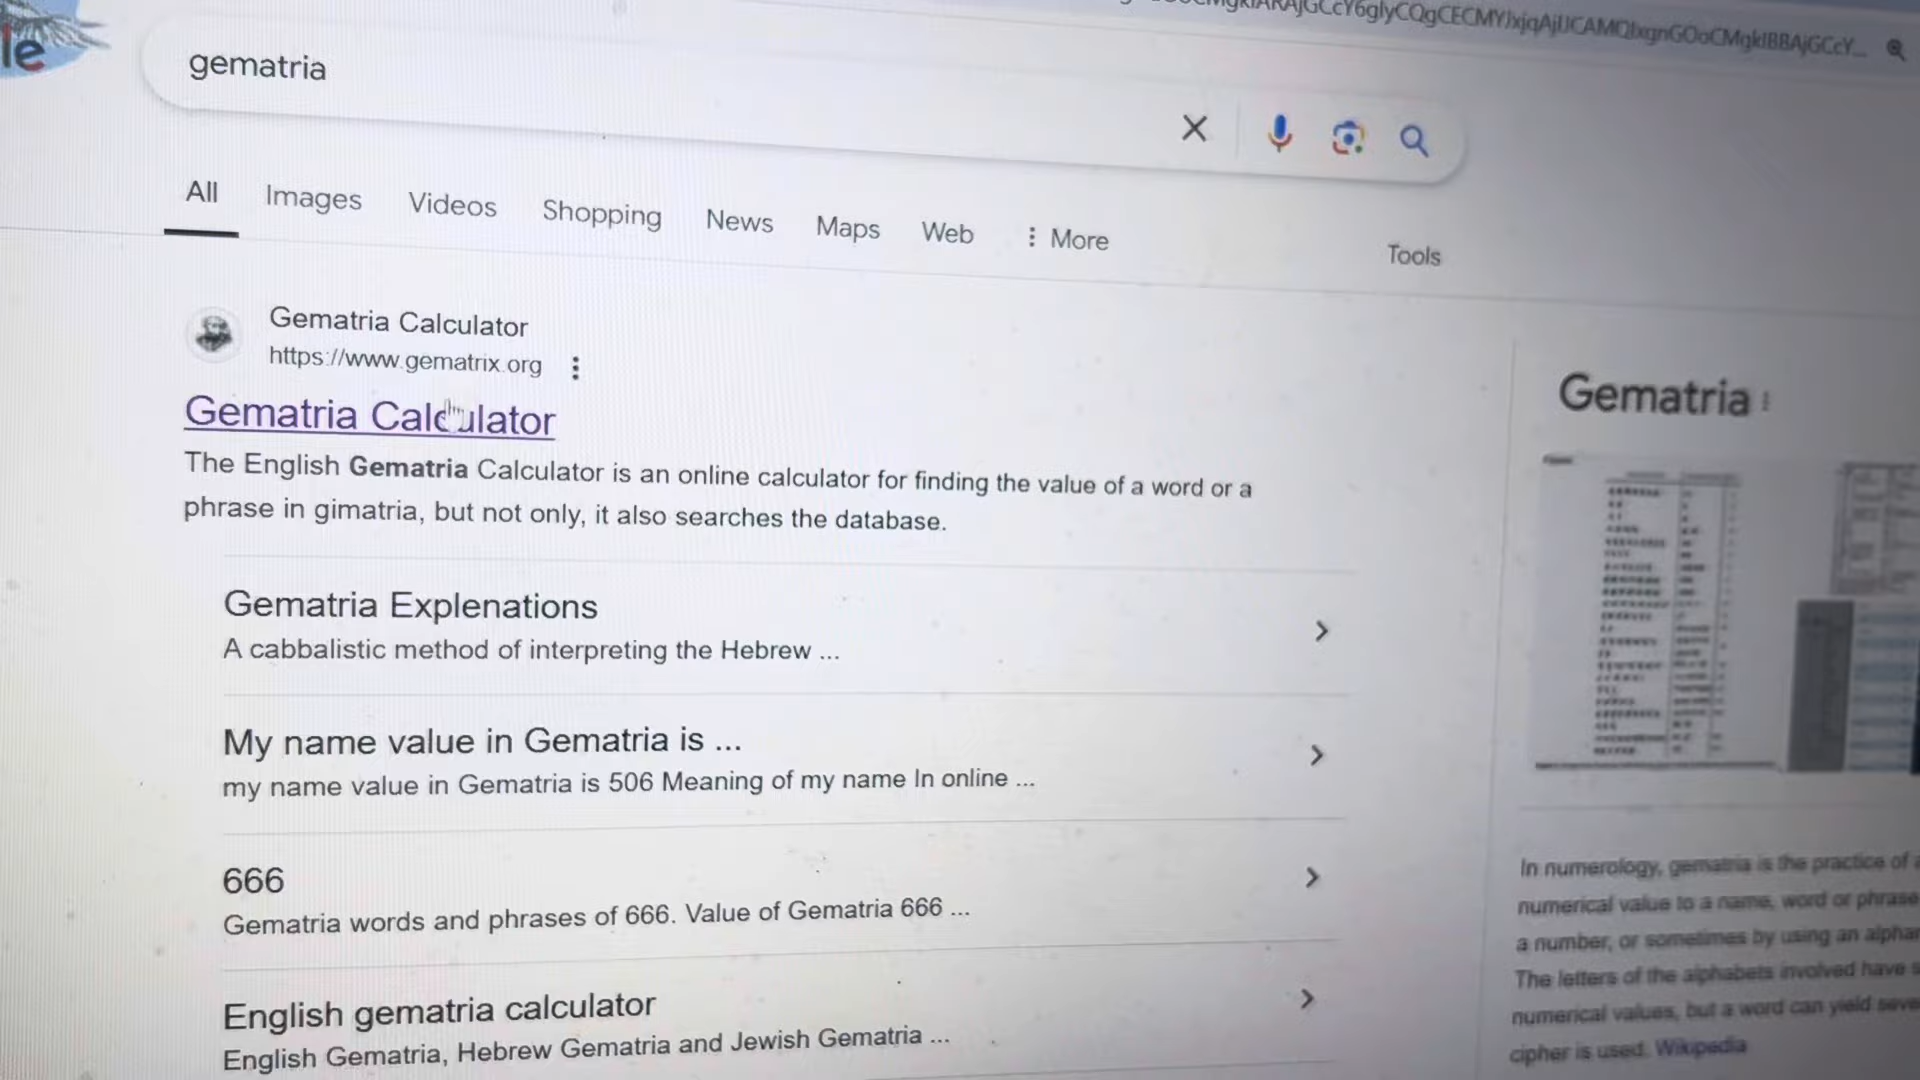 le
gematria
All Images Videos Shopping News Maps Web More Tools
Gematria Calculator
https://www.gematrix.org
Gematria Calculator
The English Gematria Calculator is an online calculator for finding the value of a word or a
phrase in gimatria, but not only, it also searches the database.
Gematria Explenations
A cabbalistic method of interpreting the Hebrew ...
My name value in Gematria is ...
my name value in Gematria is 506 Meaning of my name In online ...
666
Gematria words and phrases of 666. Value of Gematria 666 ...
English gematria calculator
English Gematria, Hebrew Gematria and Jewish Gematria ...
Gematria
In numerology, gematria is the practice of
numerical value to a name, word or phrase
a number, or sometimes by using an
The letters of the alphabets involved have
numerical values, but a word can yield
cipher is used. Wikipedia